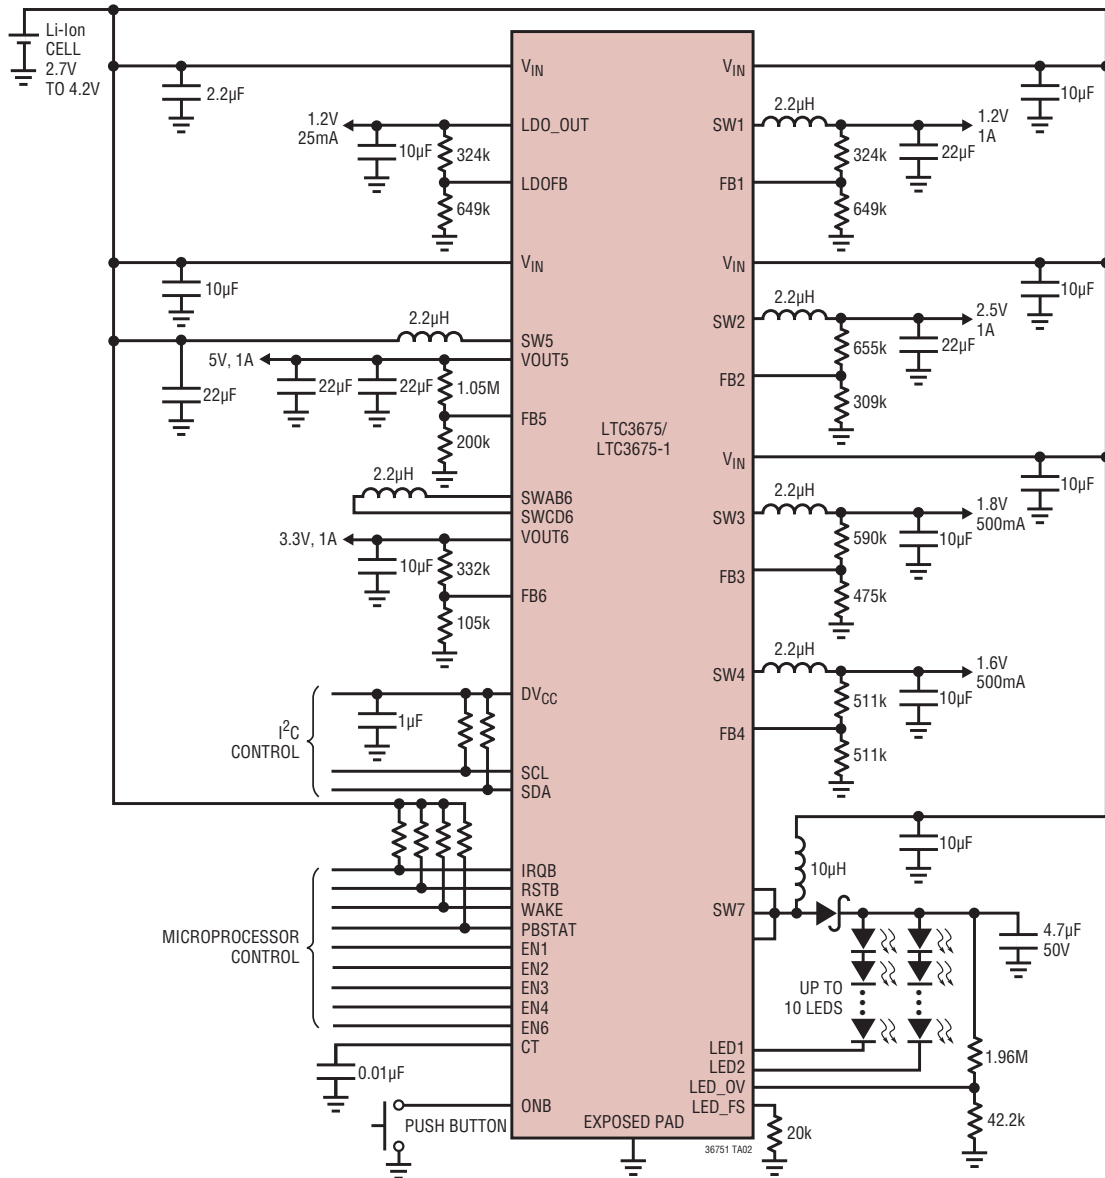 Li-Ion
CELL
2.7V
TO 4.2V
2.2µF
VIN
VIN
10µF
1.2V
25mA
10µF
324k
LDO_OUT
LDOFB
649k
2.2µH
SW1
1.2V
1A
324k
22µF
FB1
649k
VIN
10µF
VIN
10µF
2.2µH
SW5
5V, 1A
VOUT5
22µF
22µF
22µF
1.05M
FB5
200k
2.2µH
SW2
2.5V
1A
655k
22µF
FB2
309k
LTC3675/
LTC3675-1
VIN
10µF
2.2µH
SWAB6
SWCD6
3.3V, 1A
VOUT6
10µF
332k
FB6
105k
2.2µH
SW3
1.8V
500mA
590k
10µF
FB3
475k
2.2µH
SW4
1.6V
500mA
511k
10µF
FB4
511k
I2C
CONTROL
DVCC
1µF
SCL
SDA
MICROPROCESSOR
CONTROL
IRQB
RSTB
WAKE
PBSTAT
EN1
EN2
EN3
EN4
EN6
CT
0.01µF
ONB
PUSH BUTTON
EXPOSED PAD
10µF
10µH
SW7
4.7µF
50V
UP TO
10 LEDS
LED1
LED2
LED_OV
LED_FS
1.96M
42.2k
20k
36751 TA02